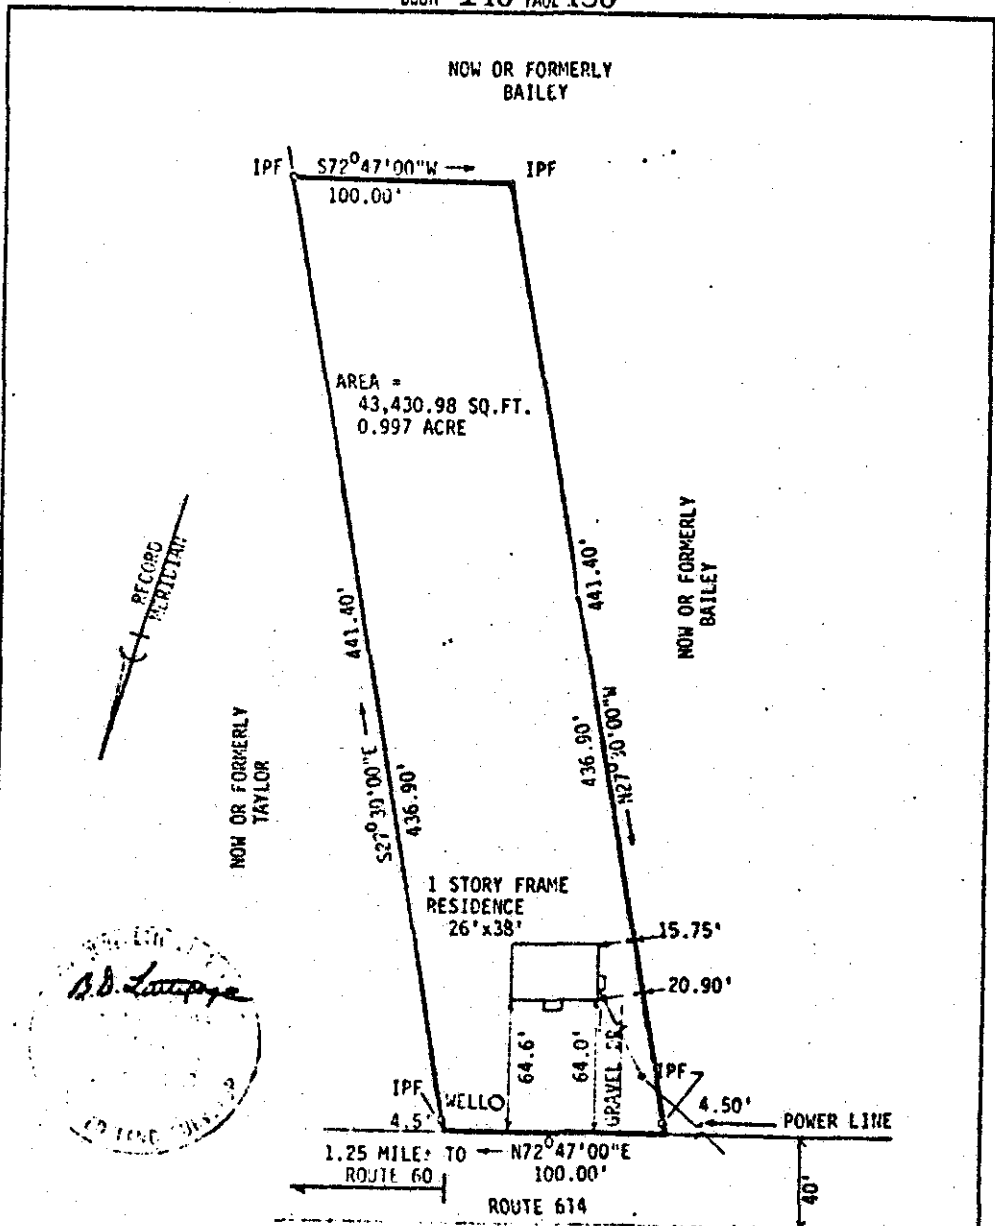 NOW OR FORMERLY
BAILEY
IPF
S72°47'00"W
IPF
100.00'
AREA =
43,430.98 SQ.FT.
0.997 ACRE
RECORD
MERIDIAN
441.40'
441.40'
NOW OR FORMERLY
BAILEY
NOW OR FORMERLY
TAYLOR
S27°30'00"E
436.90'
436.90'
N27°30'00"W
1 STORY FRAME
RESIDENCE
26'x38'
15.75'
20.90'
64.6'
64.0'
GRAVEL
B.D. Littlepage
IPF
WELL
4.5'
IPF
4.50'
POWER LINE
1.25 MILES TO
ROUTE 60
N72°47'00"E
100.00'
ROUTE 614
40'